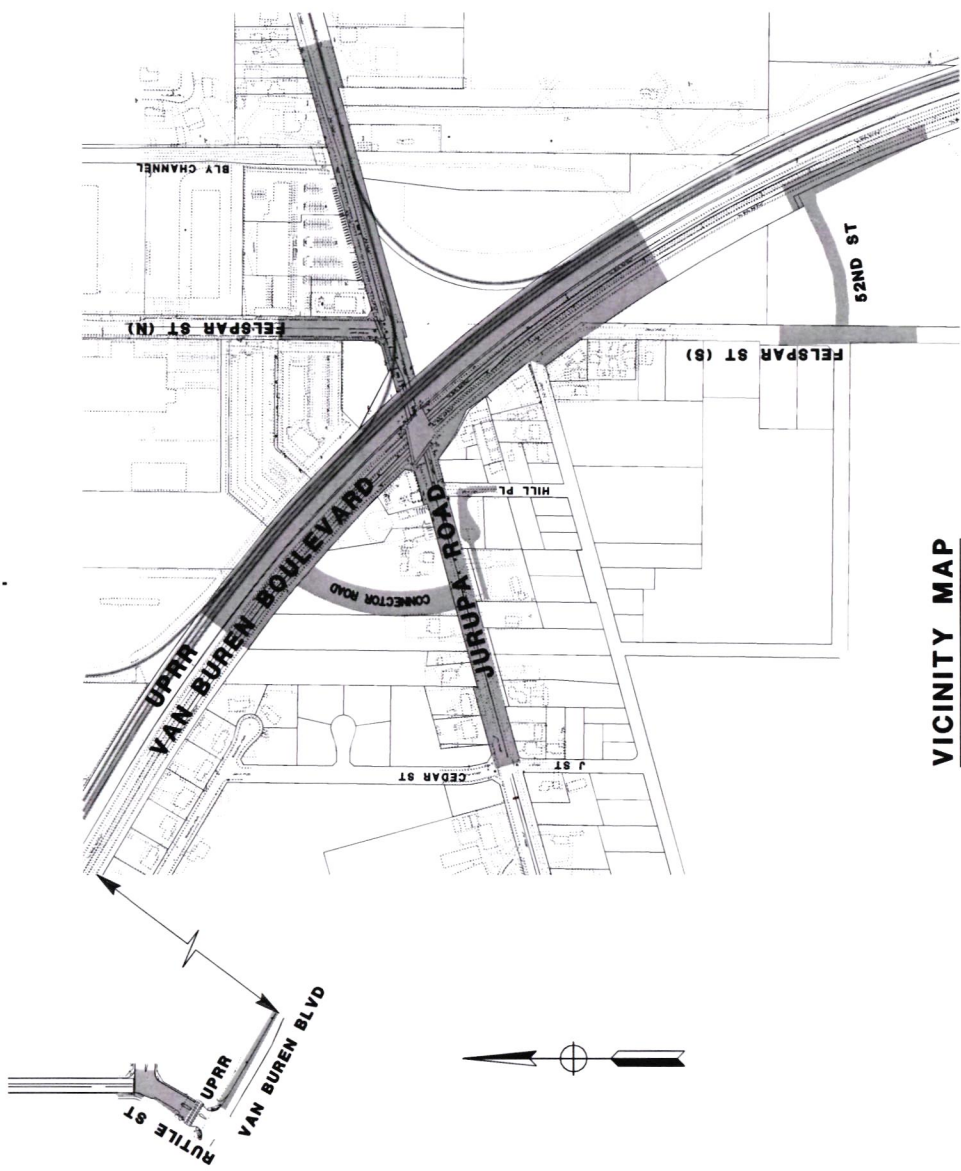 BLY CHANNEL
FELSPAR ST (N)
UPRR
VAN BUREN BOULEVARD
CONNECTOR ROAD
JURUPA ROAD
HILL PL
CEDAR ST
J ST
FELSPAR ST (S)
52ND ST
RUTILE ST
UPRR
VAN BUREN BLVD
VICINITY MAP